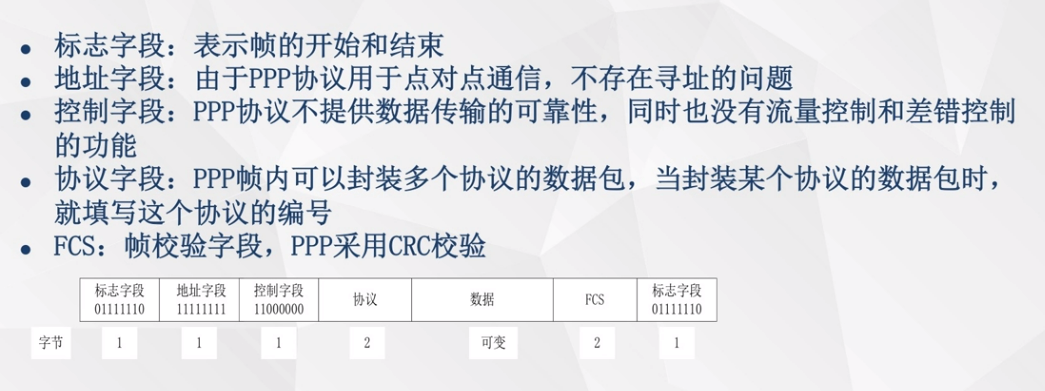 ● 标志字段：表示帧的开始和结束
● 地址字段：由于PPP协议用于点对点通信，不存在寻址的问题
● 控制字段：PPP协议不提供数据传输的可靠性，同时也没有流量控制和差错控制
的功能
● 协议字段：PPP帧内可以封装多个协议的数据包，当封装某个协议的数据包时，
就填写这个协议的编号
● FCS：帧校验字段，PPP采用CRC校验
标志字段 地址字段 控制字段 协议 数据 FCS 标志字段
01111110 11111111 11000000 01111110
字节 1 1 1 2 可变 2 1